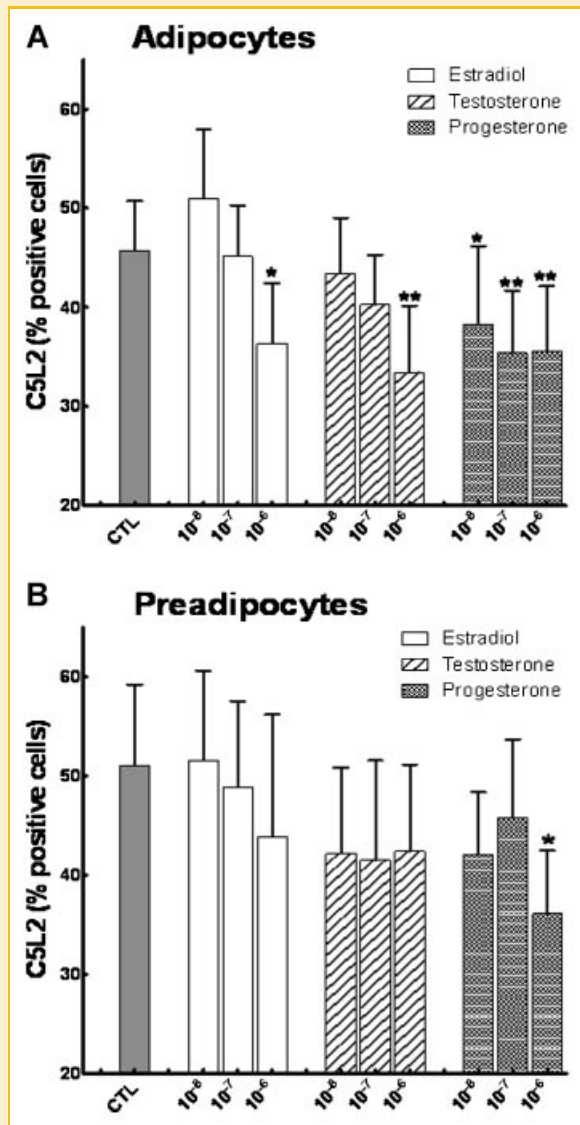 A Adipocytes
Estradiol
Testosterone
Progesterone
C5L2 (% positive cells)
60
50
40
30
20
*
**
*
**
**
CTL
10⁻⁸
10⁻⁷
10⁻⁶
10⁻⁸
10⁻⁷
10⁻⁶
10⁻⁸
10⁻⁷
10⁻⁶
B Preadipocytes
Estradiol
Testosterone
Progesterone
C5L2 (% positive cells)
60
50
40
30
20
*
CTL
10⁻⁸
10⁻⁷
10⁻⁶
10⁻⁸
10⁻⁷
10⁻⁶
10⁻⁸
10⁻⁷
10⁻⁶